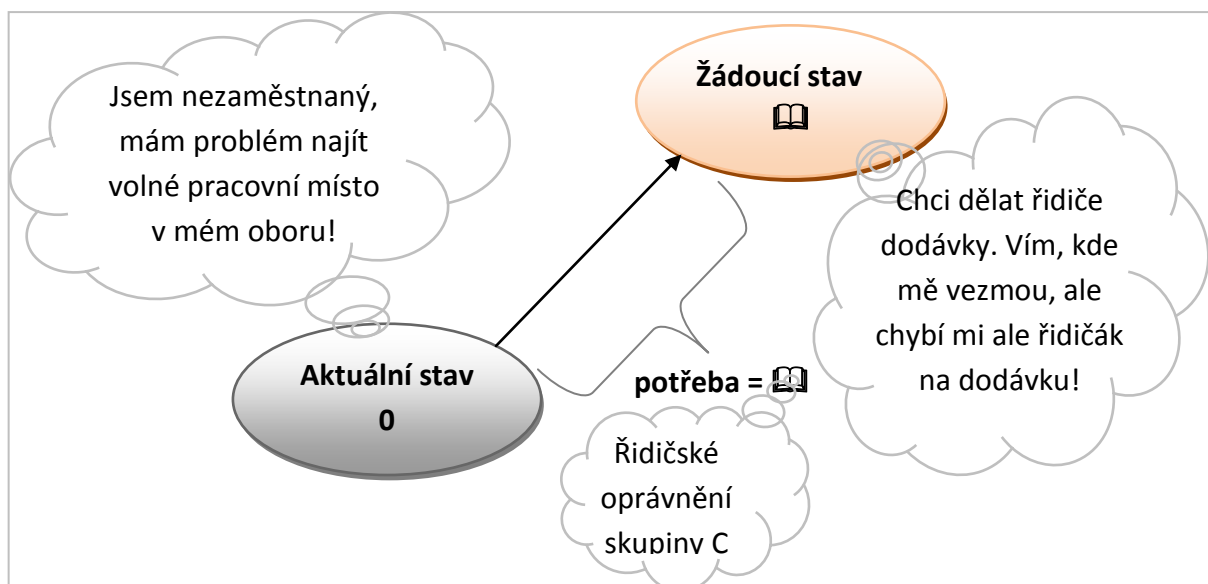 Jsem nezaměstnaný,
mám problém najít
volné pracovní místo
v mém oboru!
Žádoucí stav
🕮
Chci dělat řidiče
dodávky. Vím, kde
mě vezmou, ale
chybí mi ale řidičák
na dodávku!
Aktuální stav
0
potřeba = 🕮
Řidičské
oprávnění
skupiny C